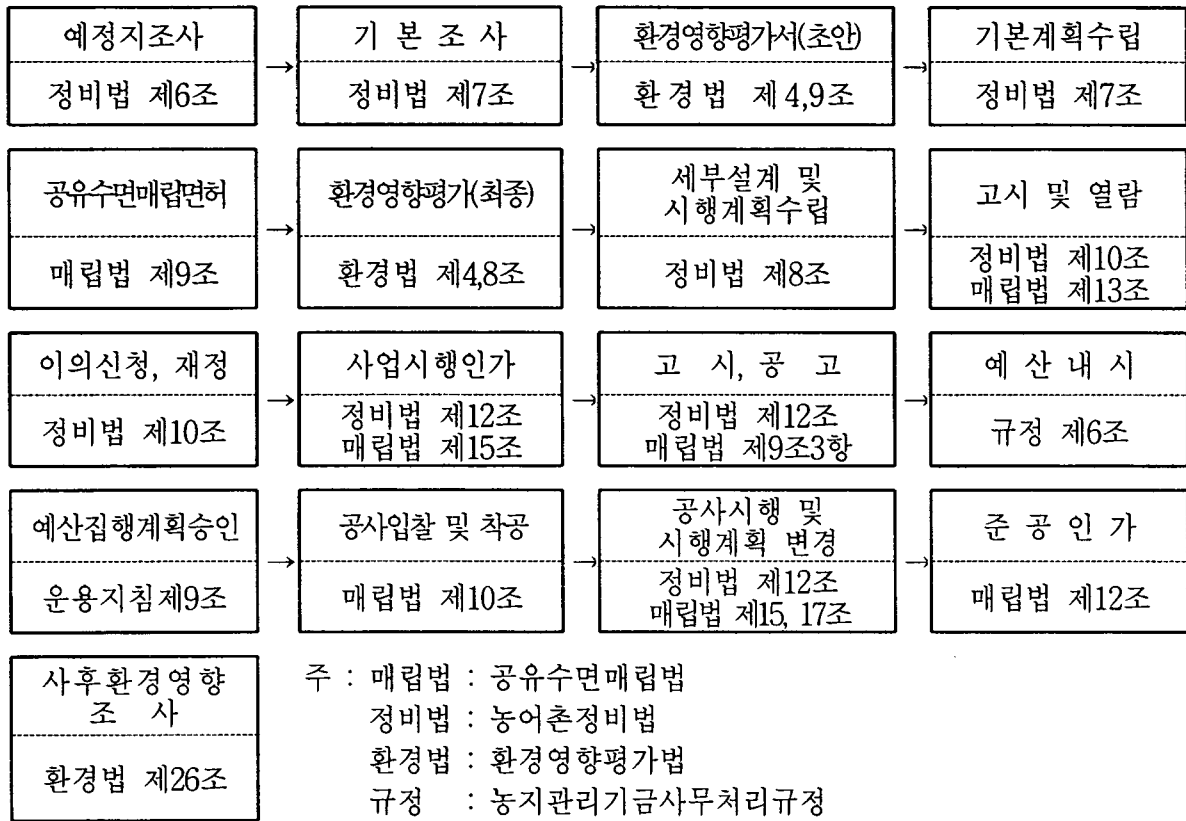 예정지조사
정비법 제6조
→
기 본 조 사
정비법 제7조
→
환경영향평가서(초안)
환경법 제4,9조
→
기본계획수립
정비법 제7조
공유수면매립면허
매립법 제9조
→
환경영향평가(최종)
환경법 제4,8조
→
세부설계 및
시행계획수립
정비법 제8조
→
고시 및 열람
정비법 제10조
매립법 제13조
이의신청, 재정
정비법 제10조
→
사업시행인가
정비법 제12조
매립법 제15조
→
고 시, 공 고
정비법 제12조
매립법 제9조3항
→
예 산 내 시
규정 제6조
예산집행계획승인
운용지침제9조
→
공사입찰 및 착공
매립법 제10조
→
공사시행 및
시행계획 변경
정비법 제12조
매립법 제15, 17조
→
준 공 인 가
매립법 제12조
사후환경영향
조 사
환경법 제26조
주 : 매립법 : 공유수면매립법
정비법 : 농어촌정비법
환경법 : 환경영향평가법
규정 : 농지관리기금사무처리규정